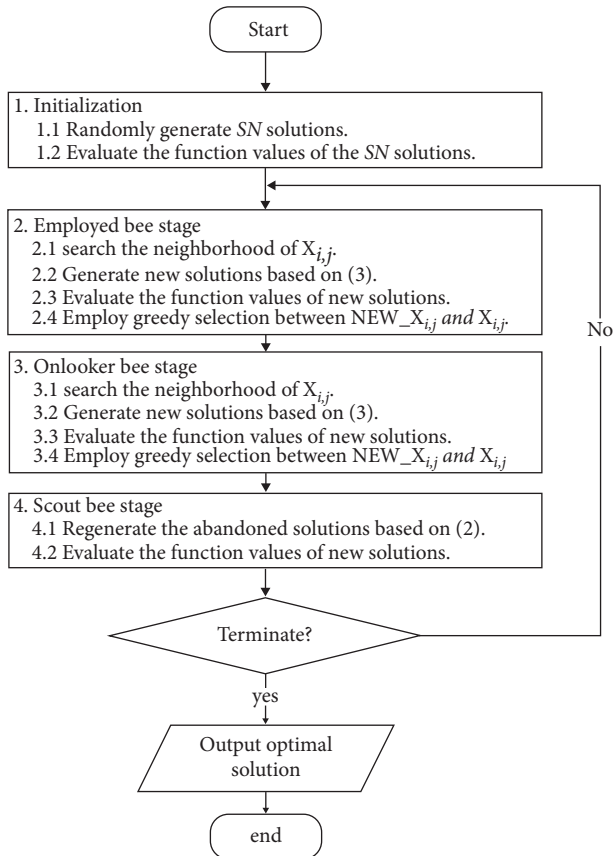 Start
1. Initialization
1.1 Randomly generate SN solutions.
1.2 Evaluate the function values of the SN solutions.
2. Employed bee stage
2.1 search the neighborhood of X_{i,j}.
2.2 Generate new solutions based on (3).
2.3 Evaluate the function values of new solutions.
2.4 Employ greedy selection between NEW_X_{i,j} and X_{i,j}.
No
3. Onlooker bee stage
3.1 search the neighborhood of X_{i,j}.
3.2 Generate new solutions based on (3).
3.3 Evaluate the function values of new solutions.
3.4 Employ greedy selection between NEW_X_{i,j} and X_{i,j}
4. Scout bee stage
4.1 Regenerate the abandoned solutions based on (2).
4.2 Evaluate the function values of new solutions.
Terminate?
yes
Output optimal
solution
end